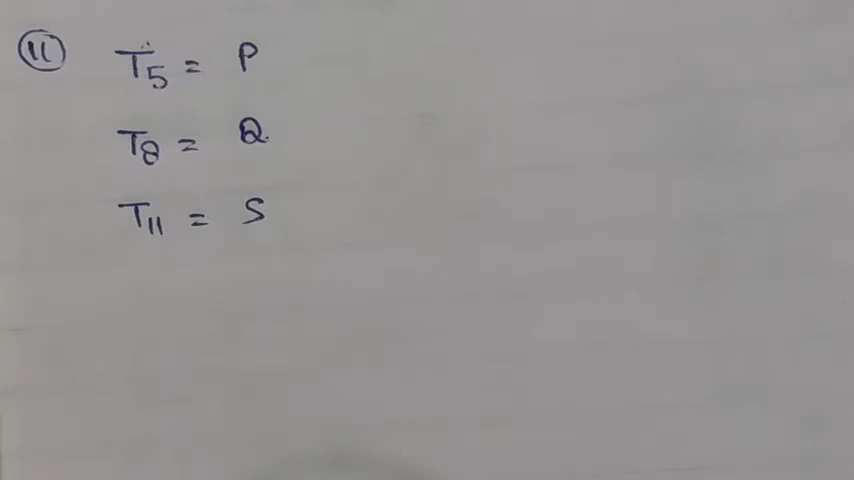 (11) T5 = P
T8 = Q.
T11 = S